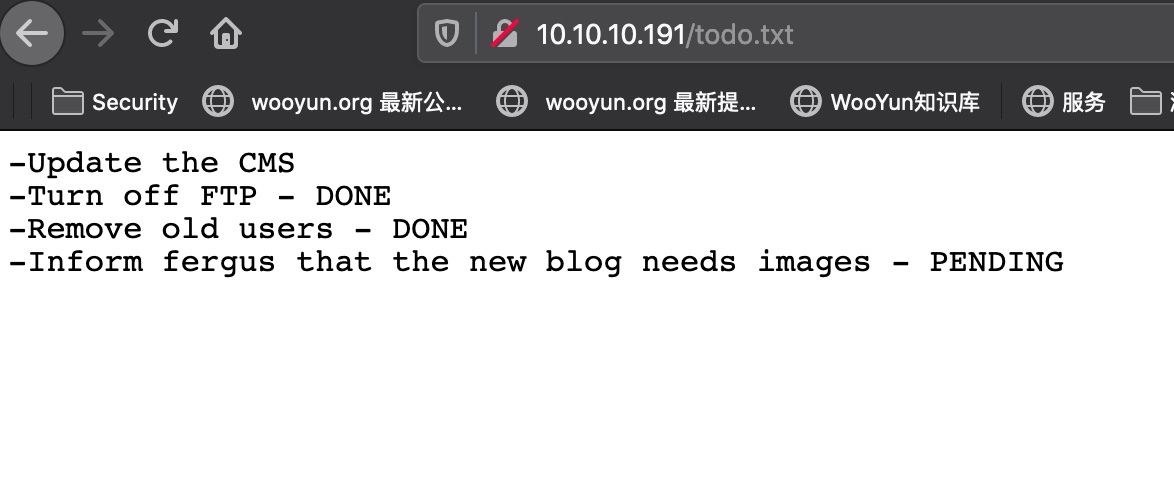 10.10.10.191/todo.txt
Security wooyun.org 最新公... wooyun.org 最新提... WooYun知识库 服务
-Update the CMS
-Turn off FTP - DONE
-Remove old users - DONE
-Inform fergus that the new blog needs images - PENDING